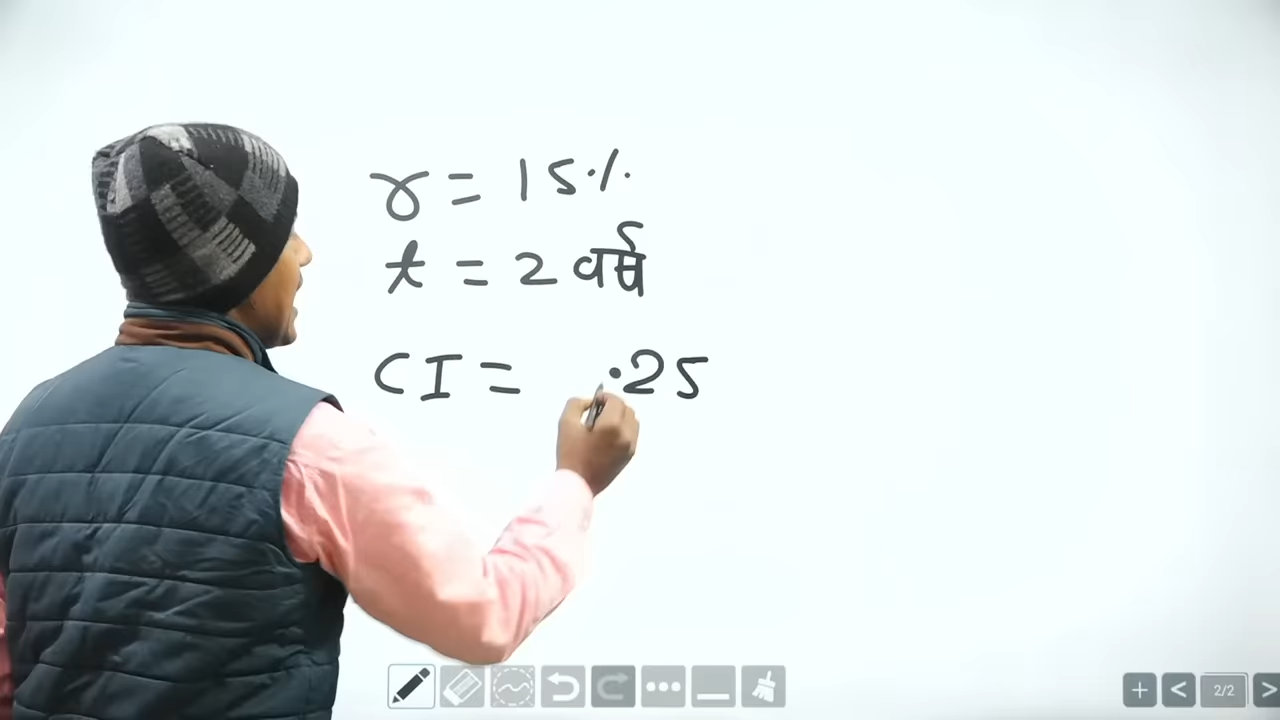 r = 15%
t = 2 वर्ष
CI = .25
2/2